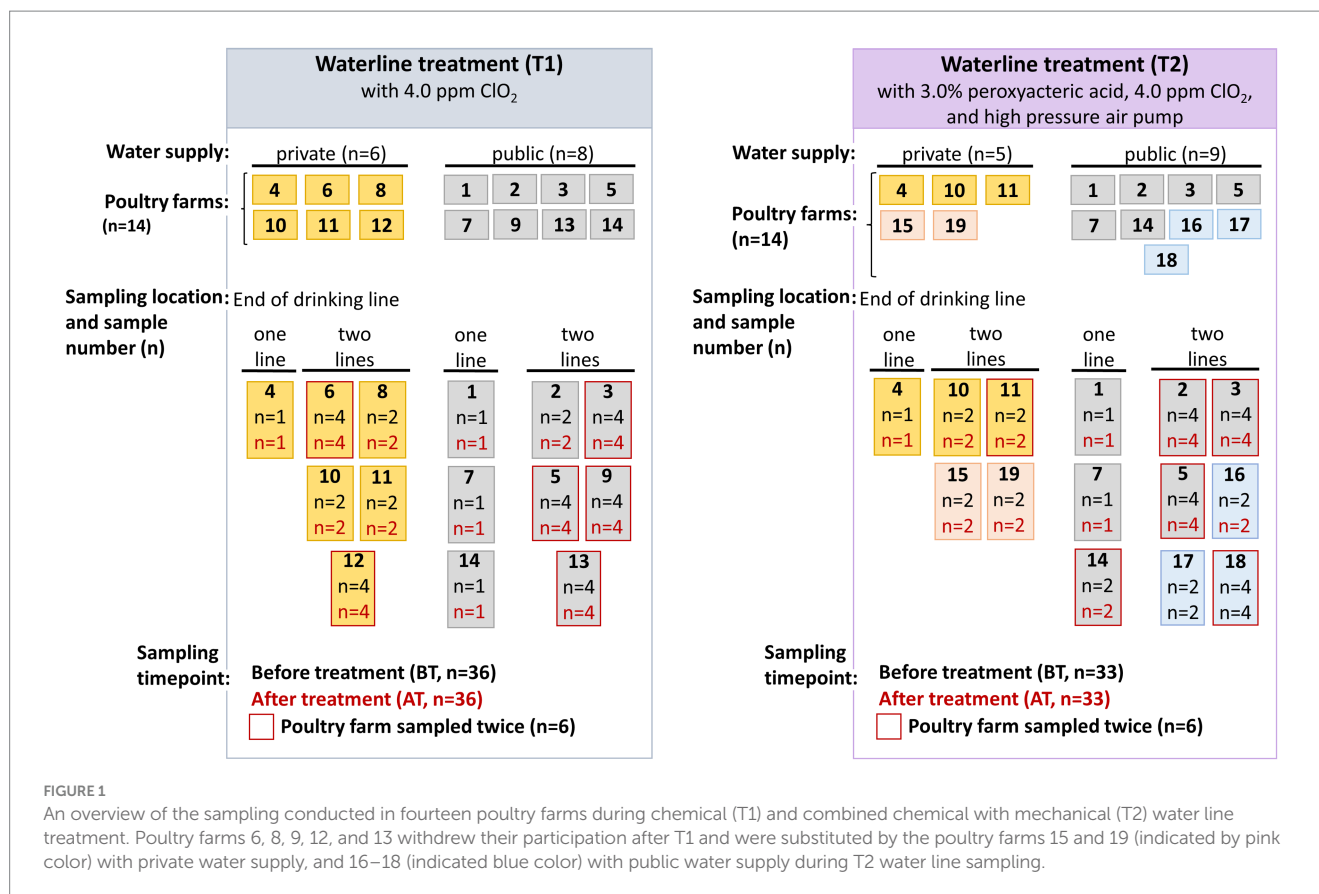 Waterline treatment (T1)
with 4.0 ppm ClO₂
Water supply:
private (n=6)
public (n=8)
Poultry farms:
(n=14)
4 6 8
10 11 12
1 2 3 5
7 9 13 14
Sampling location
and sample
number (n)
: End of drinking line
one
line
two
lines
one
line
two
lines
4
n=1
n=1
6
n=4
n=4
8
n=2
n=2
10
n=2
n=2
11
n=2
n=2
12
n=4
n=4
1
n=1
n=1
7
n=1
n=1
14
n=1
n=1
2
n=2
n=2
3
n=4
n=4
5
n=4
n=4
9
n=4
n=4
13
n=4
n=4
Sampling
timepoint:
Before treatment (BT, n=36)
After treatment (AT, n=36)
Poultry farm sampled twice (n=6)
Waterline treatment (T2)
with 3.0% peroxyacteric acid, 4.0 ppm ClO₂,
and high pressure air pump
Water supply:
private (n=5)
public (n=9)
Poultry farms:
(n=14)
4 10 11
15 19
1 2 3 5
7 14 16 17
18
Sampling location
and sample
number (n)
: End of drinking line
one
line
two
lines
one
line
two
lines
4
n=1
n=1
10
n=2
n=2
11
n=2
n=2
15
n=2
n=2
19
n=2
n=2
1
n=1
n=1
7
n=1
n=1
14
n=2
n=2
2
n=4
n=4
3
n=4
n=4
5
n=4
n=4
16
n=2
n=2
17
n=2
n=2
18
n=4
n=4
Sampling
timepoint:
Before treatment (BT, n=33)
After treatment (AT, n=33)
Poultry farm sampled twice (n=6)
FIGURE 1
An overview of the sampling conducted in fourteen poultry farms during chemical (T1) and combined chemical with mechanical (T2) water line
treatment. Poultry farms 6, 8, 9, 12, and 13 withdrew their participation after T1 and were substituted by the poultry farms 15 and 19 (indicated by pink
color) with private water supply, and 16–18 (indicated blue color) with public water supply during T2 water line sampling.